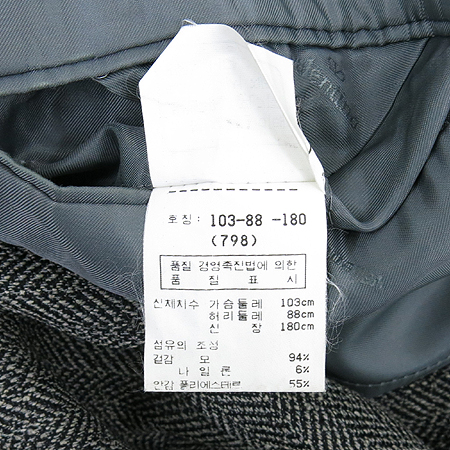 호칭: 103-88 -180
(798)
품질 경영촉진법에 의한
품 질 표 시
신체치수 가슴둘레 103cm
허리둘레 88cm
신 장 180cm
섬유의 조성
겉감 모 94%
나 일 론 6%
안감 폴리에스테르 55%